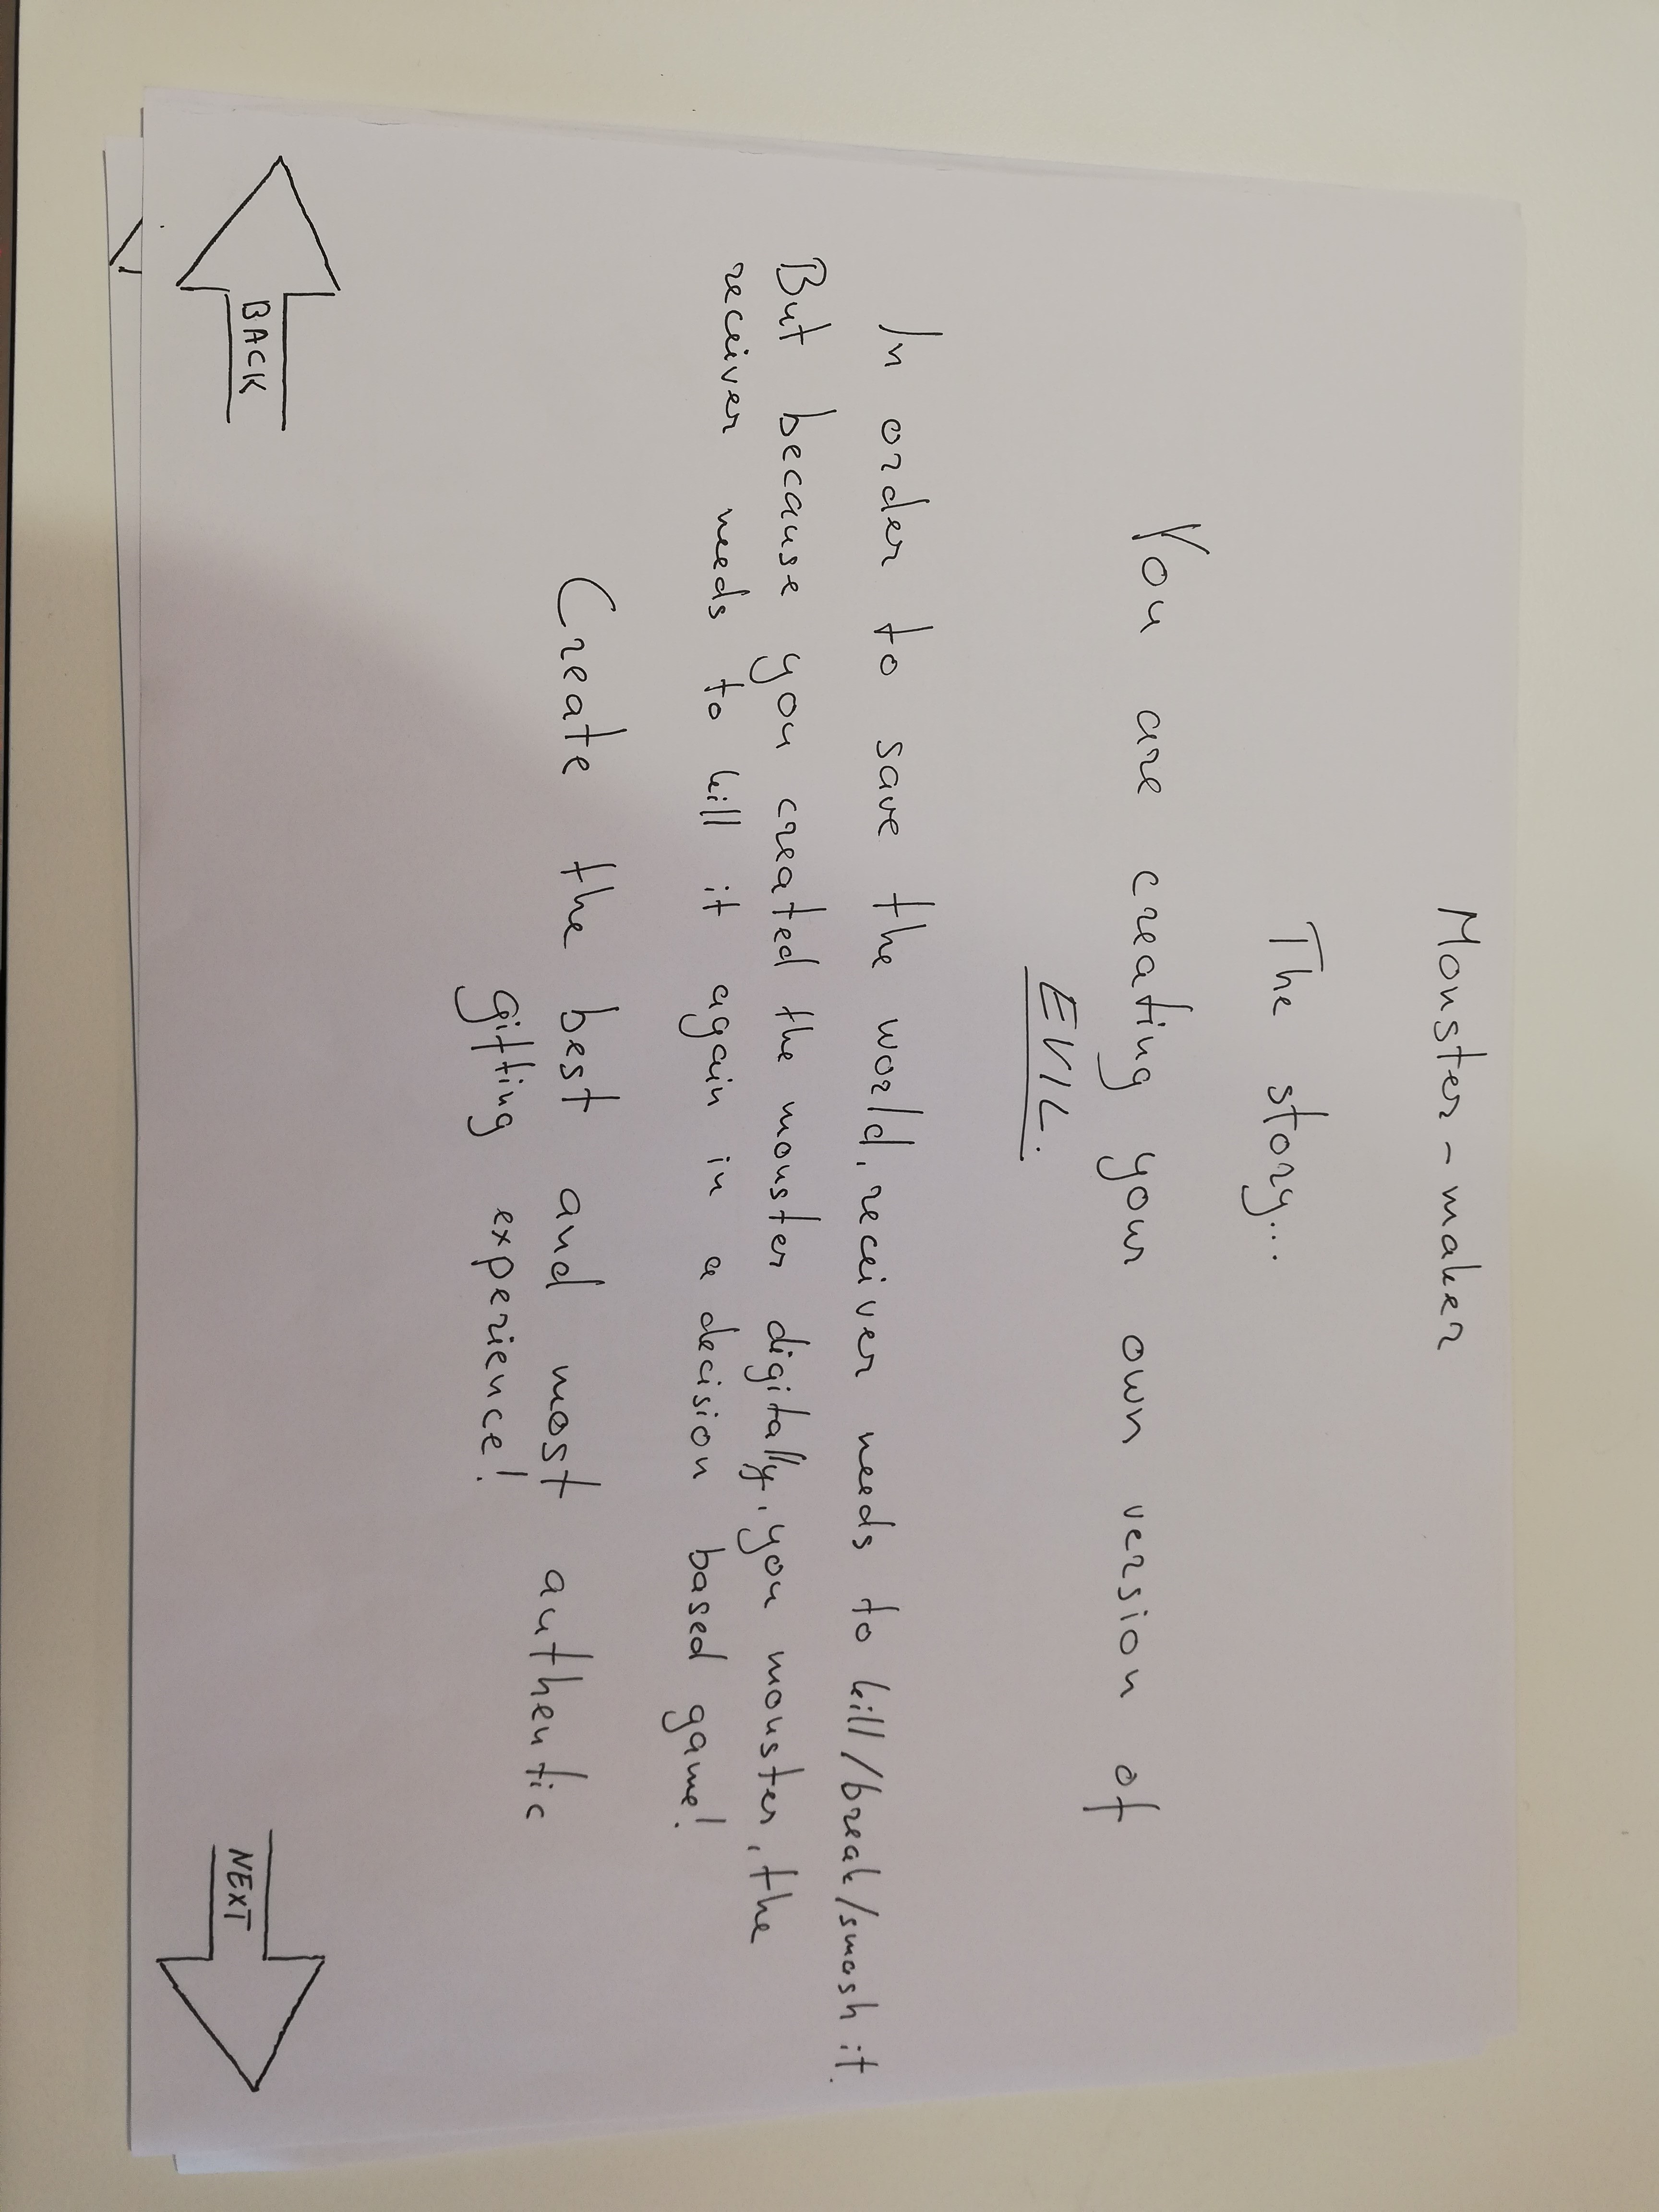 Monster - maker
The story...
You are creating your own version of
EVIL.
In order to save the world, receiver needs to kill/break/smash it.
But because you created the monster digitally, you monster, the
receiver needs to kill it again in a decision based game!
Create the best and most authentic
gifting experience!
BACK
NEXT